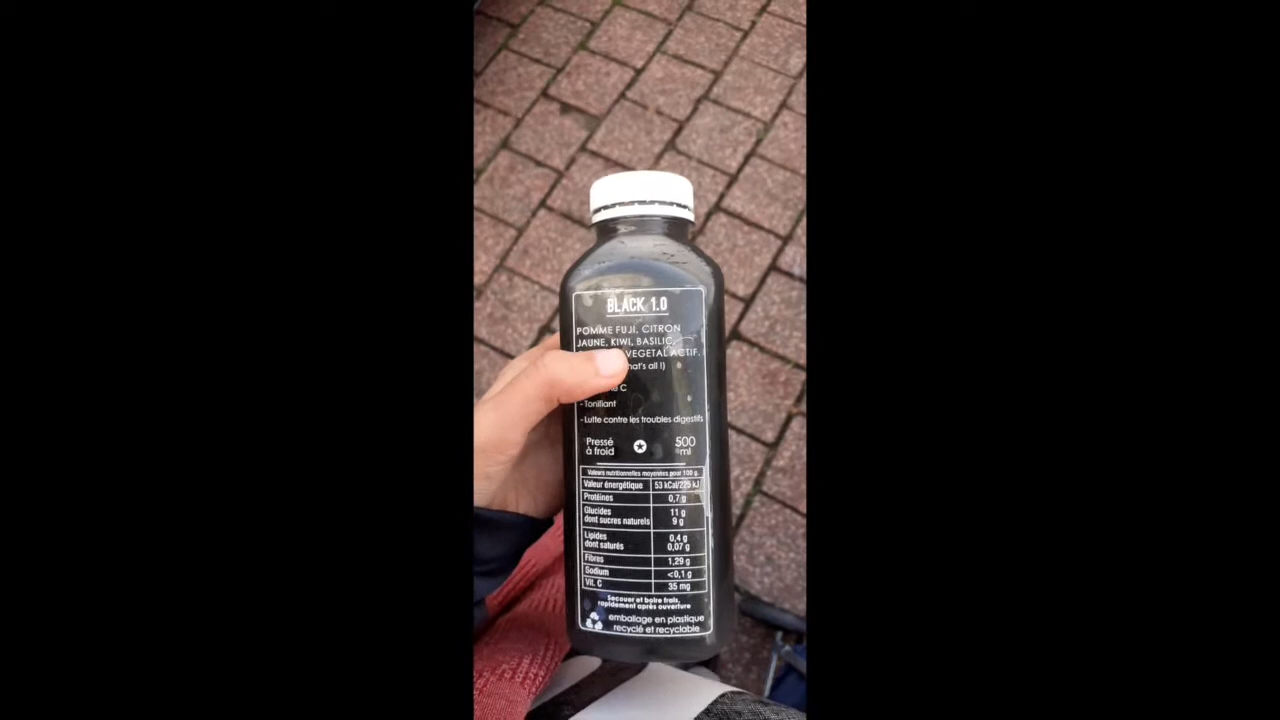 BLACK 1.0
POMME FUJI, CITRON
JAUNE, KIWI, BASILIC,
VEGETAL ACTIF.
hat's all !)
C
- Tonifiant
- Lutte contre les troubles digestifs
Pressé
à froid
500
ml
Valeurs nutritionnelles moyennes pour 100 g.
Valeur énergétique 53 kCal/225 kJ
Protéines 0,7 g
Glucides 11 g
dont sucres naturels 9 g
Lipides 0,4 g
dont saturés 0,07 g
Fibres 1,29 g
Sodium <0,1 g
Vit. C 35 mg
Secouer et boire frais,
rapidement après ouverture
emballage en plastique
recyclé et recyclable